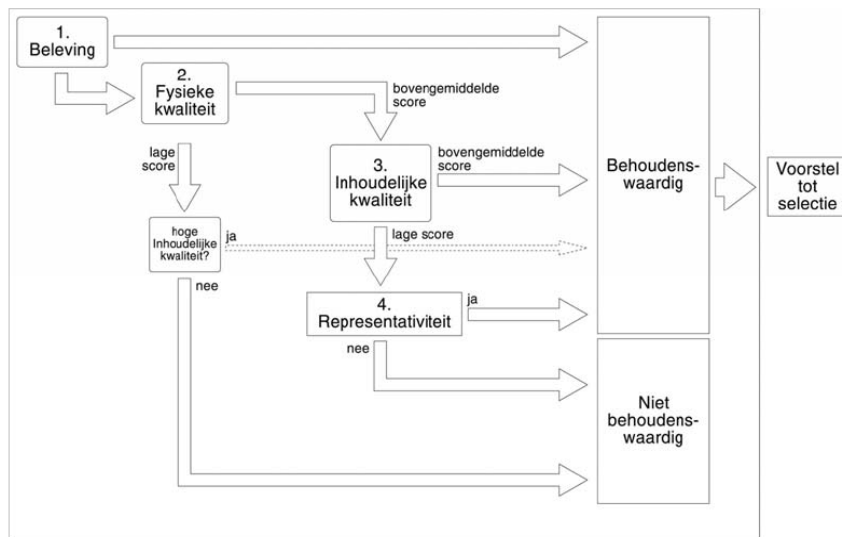 1.
Beleving
2.
Fysieke
kwaliteit
bovengemiddelde
score
lage
score
3.
Inhoudelijke
kwaliteit
bovengemiddelde
score
Behoudens-
waardig
Voorstel
tot
selectie
hoge
Inhoudelijke
kwaliteit?
ja
nee
lage score
4.
Representativiteit
ja
nee
Niet
behoudens-
waardig